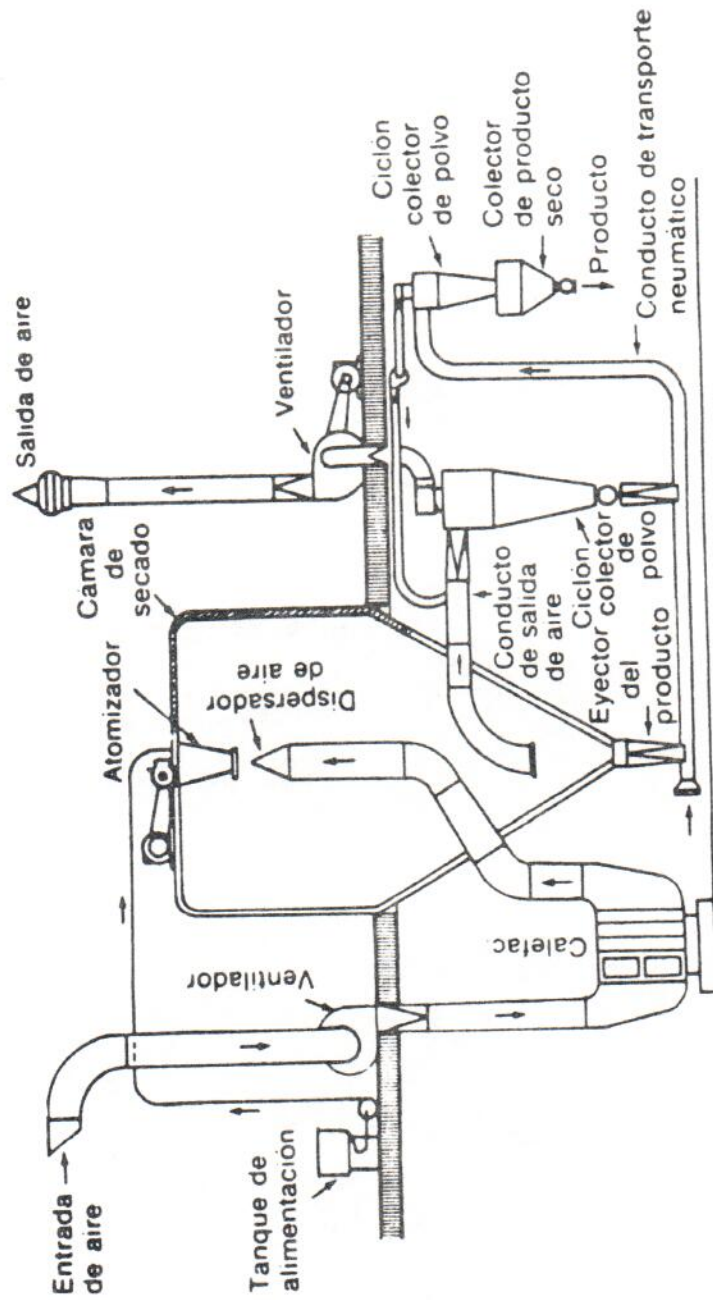 Entrada
de aire
Tanque de
alimentación
Ventilador
Calefac.
Atomizador
Dispersador
de aire
Cámara
de
secado
Salida de aire
Ventilador
Conducto
de salida
de aire
Eyector
del
producto
Ciclón
colector
de
polvo
Ciclón
colector
de polvo
Colector
de producto
seco
Producto
Conducto de transporte
neumático